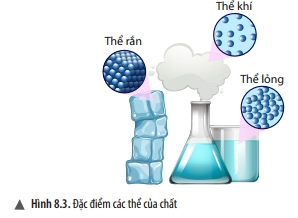 Thể khí
Thể rắn
Thể lỏng
▲ Hình 8.3. Đặc điểm các thể của chất